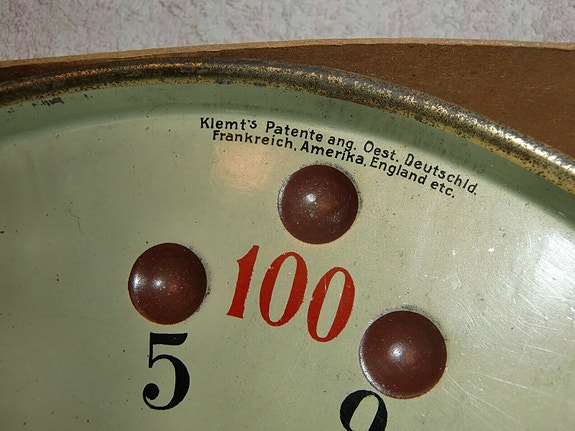 Klemt's Patente ang. Oest. Deutschld.
Frankreich, Amerika, England etc.
100
5